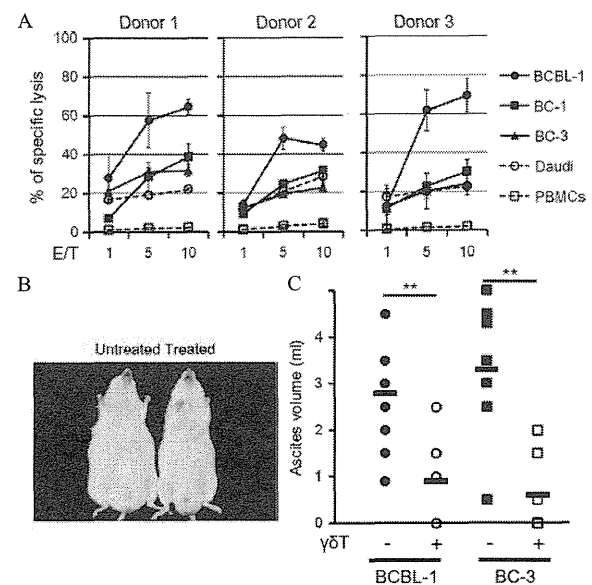 A
Donor 1 Donor 2 Donor 3
% of specific lysis
100
80
60
40
20
0
E/T 1 5 10 1 5 10 1 5 10
BCBL-1
BC-1
BC-3
Daudi
PBMCs
B
Untreated Treated
C
Ascites volume (ml)
** **
4
3
2
1
0
γδT - + - +
BCBL-1 BC-3